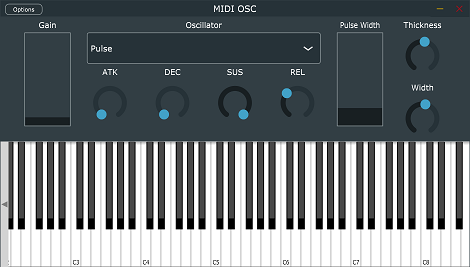 Options
MIDI OSC
Gain
Oscillator
Pulse Width
Thickness
Pulse
ATK
DEC
SUS
REL
Width
C3
C4
C5
C6
C7
C8